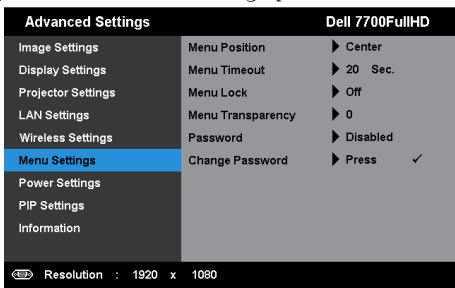 Advanced Settings Dell 7700FullHD
Image Settings Menu Position Center
Display Settings Menu Timeout 20 Sec.
Projector Settings Menu Lock Off
LAN Settings Menu Transparency 0
Wireless Settings Password Disabled
Menu Settings Change Password Press ✓
Power Settings
PIP Settings
Information
Resolution : 1920 x 1080